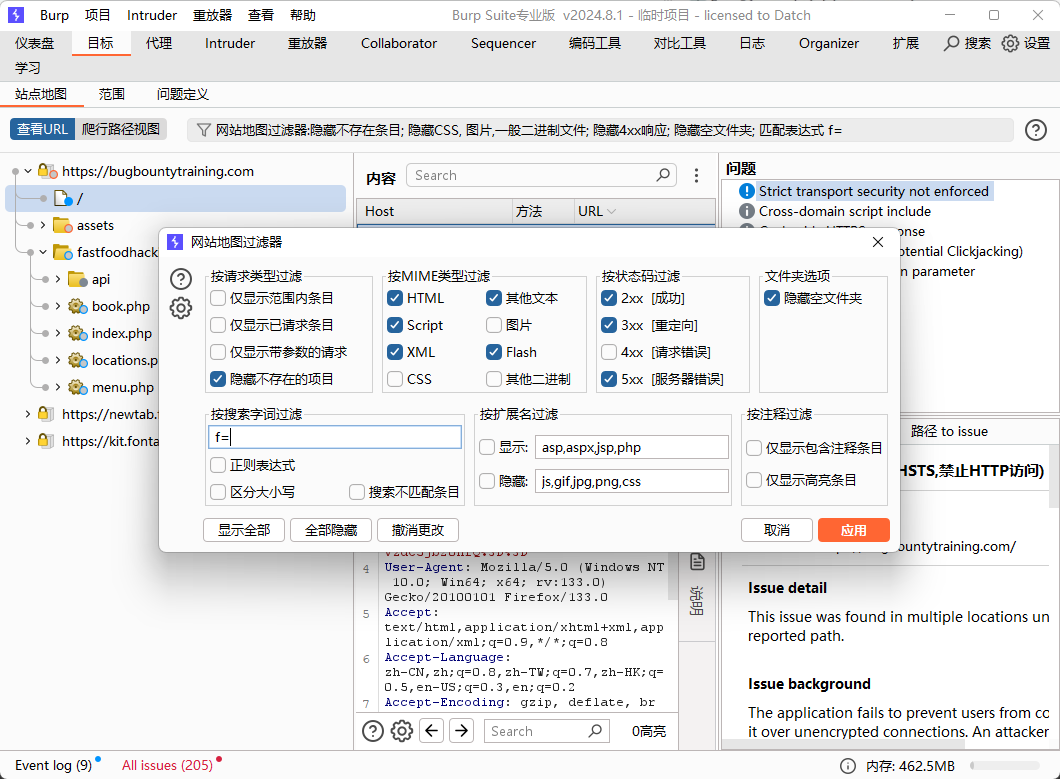 Burp 项目 Intruder 重放器 查看 帮助 Burp Suite专业版 v2024.8.1 - 临时项目 - licensed to Datch
仪表盘 目标 代理 Intruder 重放器 Collaborator Sequencer 编码工具 对比工具 日志 Organizer 扩展 搜索 设置
学习
站点地图 范围 问题定义
查看URL 爬行路径视图 网站地图过滤器:隐藏不存在条目; 隐藏CSS, 图片,一般二进制文件; 隐藏4xx响应; 隐藏空文件夹; 匹配表达式 f=
https://bugbountytraining.com
/
assets
fastfoodhack
api
book.php
index.php
locations.p
menu.php
https://newtab.f
https://kit.fonta
内容 Search
Host 方法 URL
问题
Strict transport security not enforced
Cross-domain script include
ponse
otential Clickjacking)
n parameter
网站地图过滤器
按请求类型过滤
仅显示范围内条目
仅显示已请求条目
仅显示带参数的请求
隐藏不存在的项目
按MIME类型过滤
HTML 其他文本
Script 图片
XML Flash
CSS 其他二进制
按状态码过滤
2xx [成功]
3xx [重定向]
4xx [请求错误]
5xx [服务器错误]
文件夹选项
隐藏空文件夹
按搜索字词过滤
f=
正则表达式
区分大小写 搜索不匹配条目
按扩展名过滤
显示: asp,aspx,jsp,php
隐藏: js,gif,jpg,png,css
按注释过滤
仅显示包含注释条目
仅显示高亮条目
显示全部 全部隐藏 撤消更改 取消 应用
4 User-Agent: Mozilla/5.0 (Windows NT
10.0; Win64; x64; rv:133.0)
Gecko/20100101 Firefox/133.0
5 Accept:
text/html,application/xhtml+xml,app
lication/xml;q=0.9,*/*;q=0.8
6 Accept-Language:
zh-CN,zh;q=0.8,zh-TW;q=0.7,zh-HK;q=
0.5,en-US;q=0.3,en;q=0.2
7 Accept-Encoding: gzip, deflate, br
Search 0高亮
说明
路径 to issue
HSTS,禁止HTTP访问)
bountytraining.com/
Issue detail
This issue was found in multiple locations un
reported path.
Issue background
The application fails to prevent users from co
it over unencrypted connections. An attacker
Event log (9) All issues (205) 内存: 462.5MB